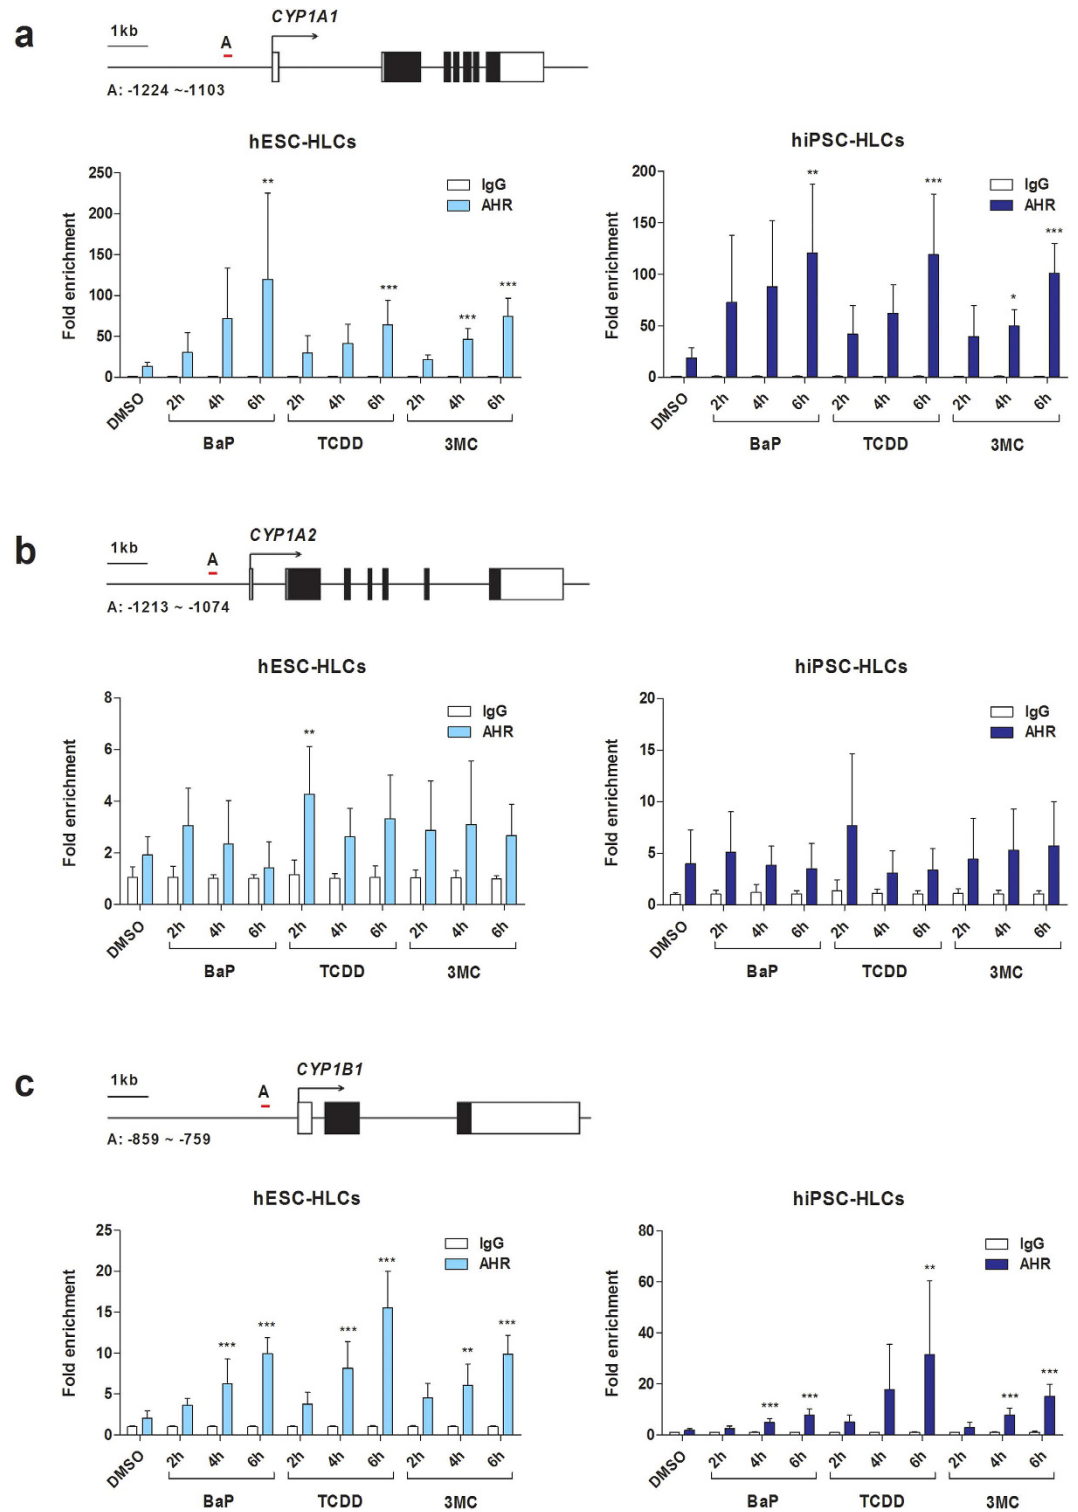 a
1kb
CYP1A1
A
A: -1224 ~-1103
hESC-HLCs
Fold enrichment
250
200
150
100
50
0
IgG
AHR
**
***
***
***
DMSO 2h 4h 6h 2h 4h 6h 2h 4h 6h
BaP TCDD 3MC
hiPSC-HLCs
Fold enrichment
200
150
100
50
0
IgG
AHR
**
***
*
***
DMSO 2h 4h 6h 2h 4h 6h 2h 4h 6h
BaP TCDD 3MC
b
1kb
CYP1A2
A
A: -1213 ~ -1074
hESC-HLCs
Fold enrichment
8
6
4
2
0
IgG
AHR
**
DMSO 2h 4h 6h 2h 4h 6h 2h 4h 6h
BaP TCDD 3MC
hiPSC-HLCs
Fold enrichment
20
15
10
5
0
IgG
AHR
DMSO 2h 4h 6h 2h 4h 6h 2h 4h 6h
BaP TCDD 3MC
c
1kb
CYP1B1
A
A: -859 ~ -759
hESC-HLCs
Fold enrichment
25
20
15
10
5
0
IgG
AHR
***
***
***
***
**
***
DMSO 2h 4h 6h 2h 4h 6h 2h 4h 6h
BaP TCDD 3MC
hiPSC-HLCs
Fold enrichment
80
60
40
20
0
IgG
AHR
***
***
**
***
***
DMSO 2h 4h 6h 2h 4h 6h 2h 4h 6h
BaP TCDD 3MC